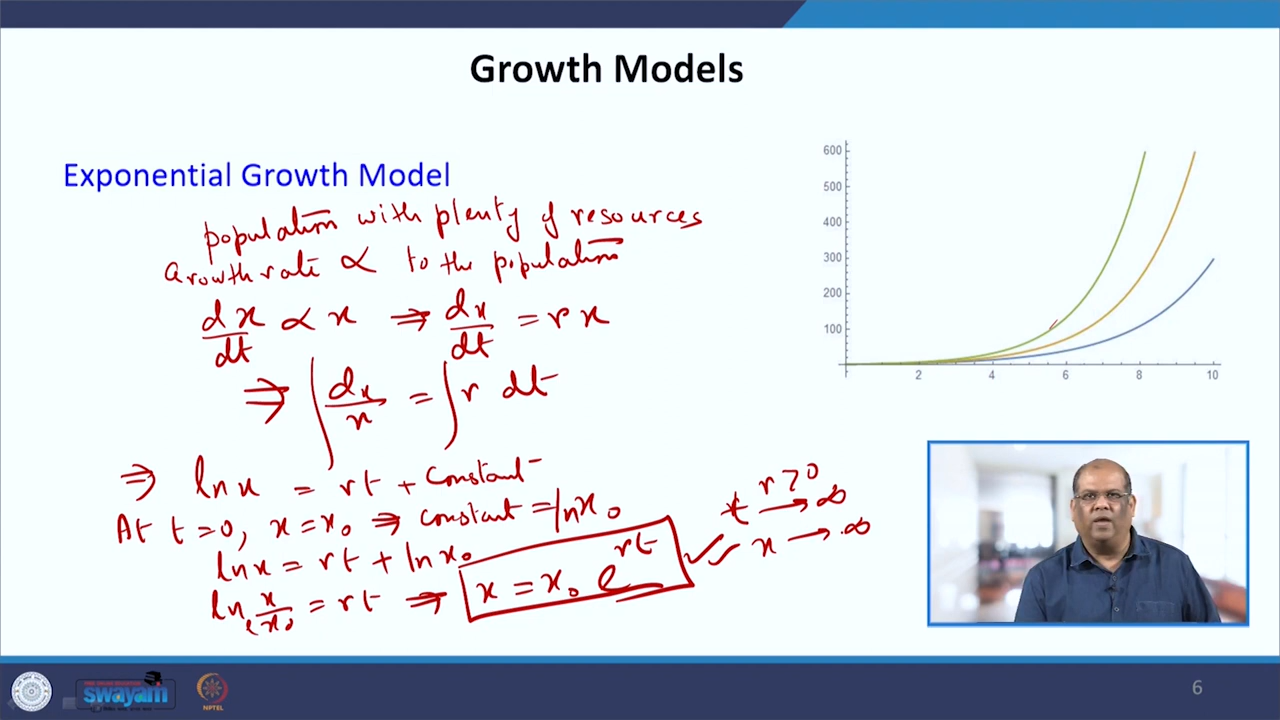 Growth Models
Exponential Growth Model
population with plenty of resources
Growth rate ∝ to the population
dx/dt ∝ x ⇒ dx/dt = r x
⇒ ∫ dx/x = ∫ r dt
⇒ ln x = rt + Constant
At t = 0, x = x₀ ⇒ constant = ln x₀
ln x = rt + ln x₀
ln x/x₀ = rt ⇒ x = x₀ e^rt
r > 0
t → ∞
x → ∞
600
500
400
300
200
100
2 4 6 8 10
swayam
NPTEL
6